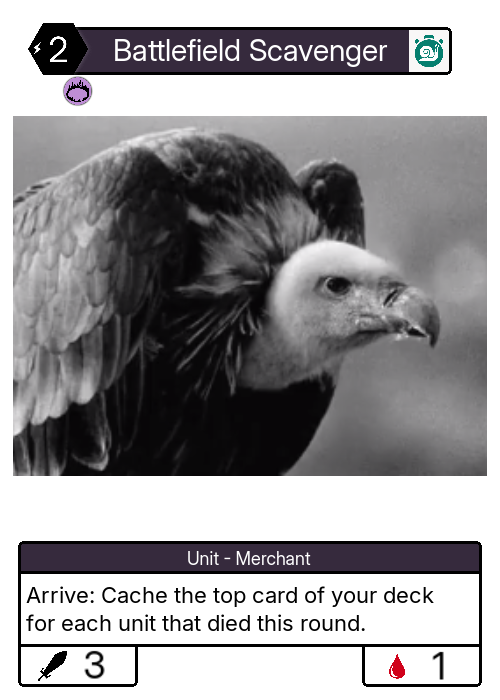 2
Battlefield Scavenger
Unit - Merchant
Arrive: Cache the top card of your deck
for each unit that died this round.
3
1